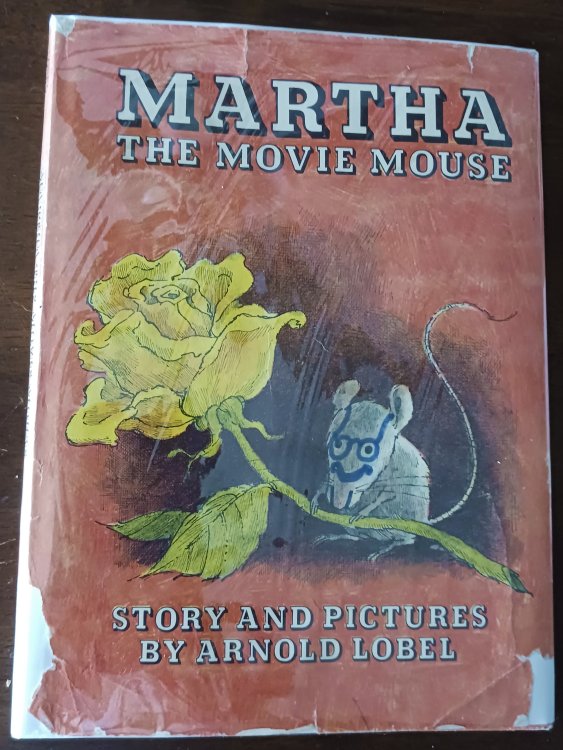 MARTHA
THE MOVIE MOUSE
STORY AND PICTURES
BY ARNOLD LOBEL